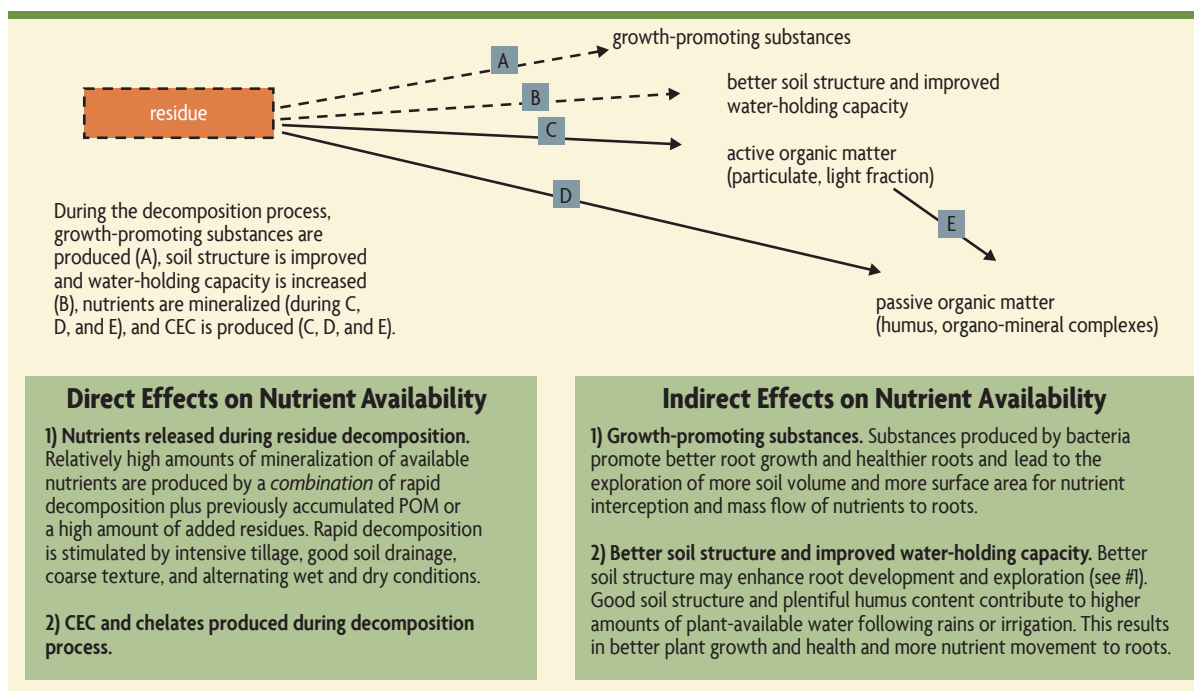 growth-promoting substances
A
residue
B
better soil structure and improved
water-holding capacity
C
active organic matter
(particulate, light fraction)
D
E
During the decomposition process,
growth-promoting substances are
produced (A), soil structure is improved
and water-holding capacity is increased
(B), nutrients are mineralized (during C,
D, and E), and CEC is produced (C, D, and E).
passive organic matter
(humus, organo-mineral complexes)
Direct Effects on Nutrient Availability
1) Nutrients released during residue decomposition.
Relatively high amounts of mineralization of available
nutrients are produced by a combination of rapid
decomposition plus previously accumulated POM or
a high amount of added residues. Rapid decomposition
is stimulated by intensive tillage, good soil drainage,
coarse texture, and alternating wet and dry conditions.
2) CEC and chelates produced during decomposition
process.
Indirect Effects on Nutrient Availability
1) Growth-promoting substances. Substances produced by bacteria
promote better root growth and healthier roots and lead to the
exploration of more soil volume and more surface area for nutrient
interception and mass flow of nutrients to roots.
2) Better soil structure and improved water-holding capacity. Better
soil structure may enhance root development and exploration (see #1).
Good soil structure and plentiful humus content contribute to higher
amounts of plant-available water following rains or irrigation. This results
in better plant growth and health and more nutrient movement to roots.